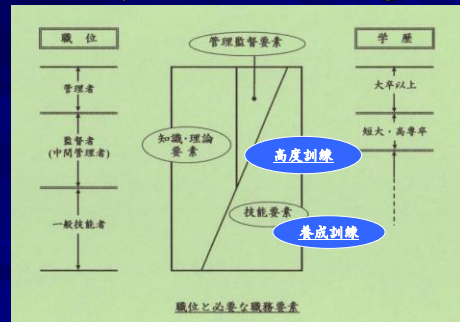 職 位
管理監督要素
学 歴
管理者
大卒以上
監督者
(中間管理者)
知識・理論
要 素
短大・高専卒
高度訓練
技能要素
一般技能者
養成訓練
職位と必要な職務要素